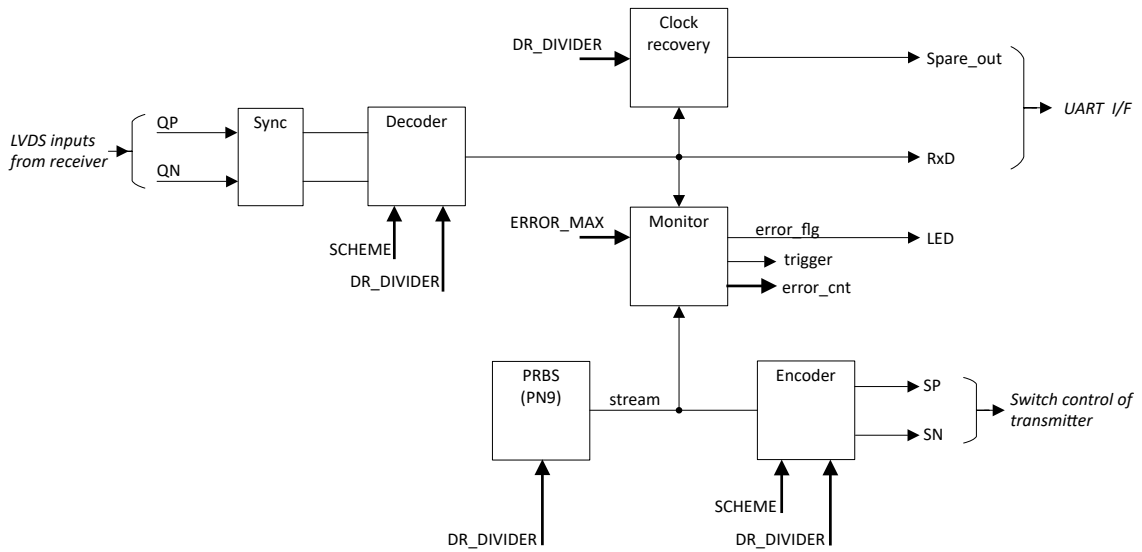 Clock
recovery
DR_DIVIDER
Spare_out
UART I/F
LVDS inputs
from receiver
QP
QN
Sync
Decoder
RxD
SCHEME
DR_DIVIDER
ERROR_MAX
Monitor
error_flg
LED
trigger
error_cnt
PRBS
(PN9)
stream
Encoder
SP
SN
Switch control of
transmitter
DR_DIVIDER
SCHEME
DR_DIVIDER